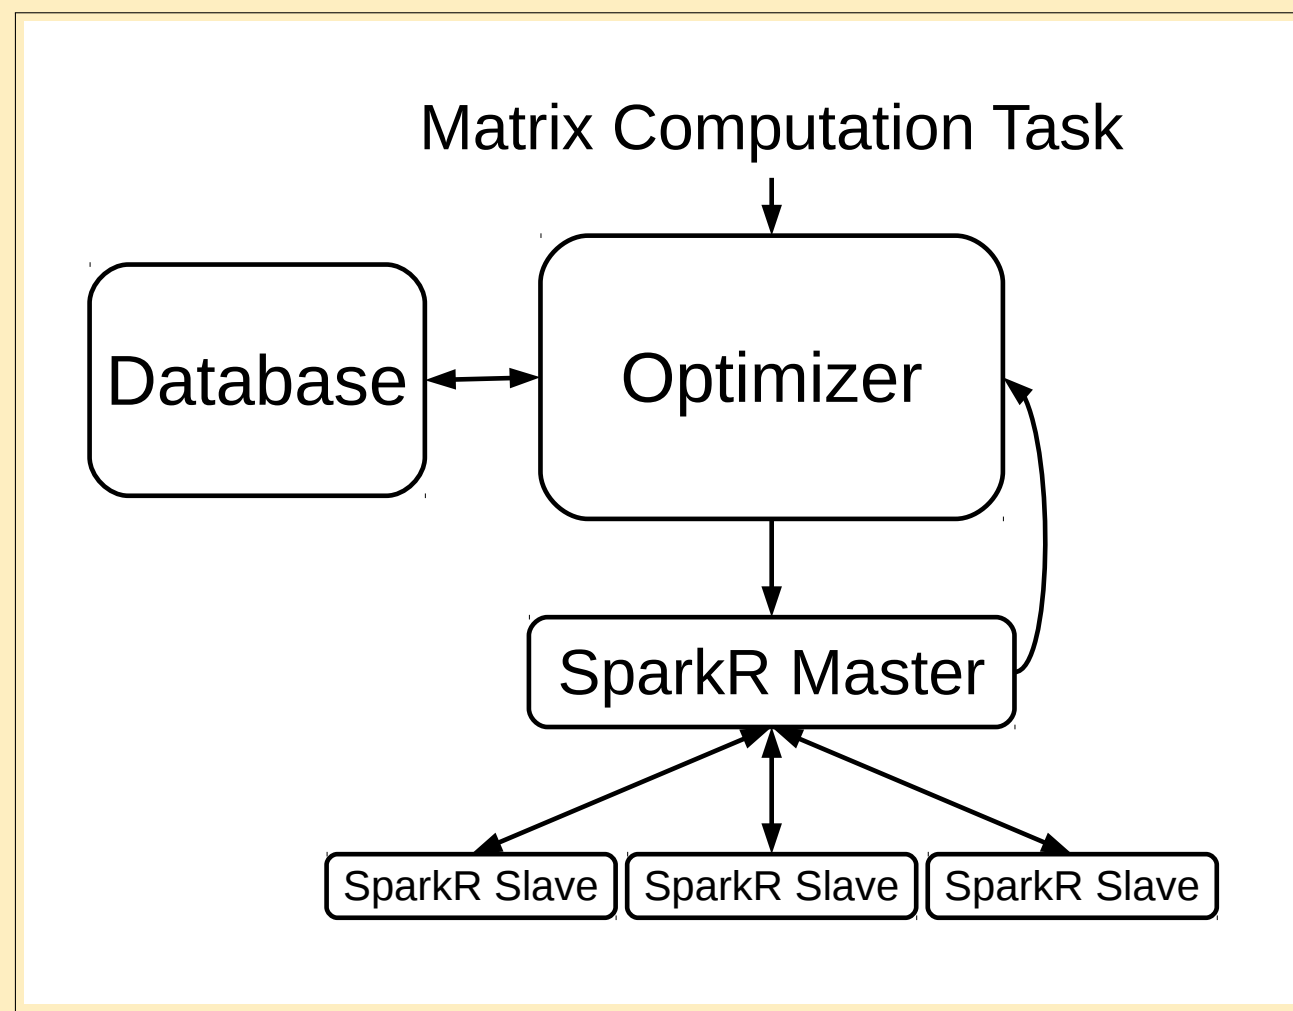 Matrix Computation Task
Database
Optimizer
SparkR Master
SparkR Slave
SparkR Slave
SparkR Slave